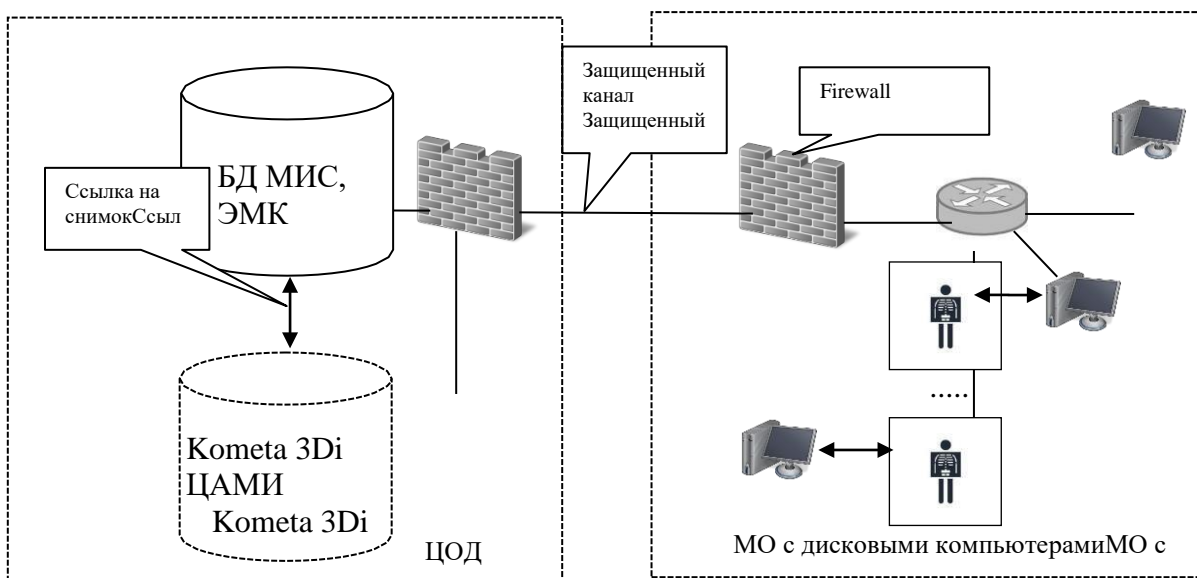 Защищенный
канал
Защищенный
Firewall
БД МИС,
ЭМК
Ссылка на
снимокСсыл
.....
Kometa 3Di
ЦАМИ
Kometa 3Di
ЦОД
МО с дисковыми компьютерамиМО с